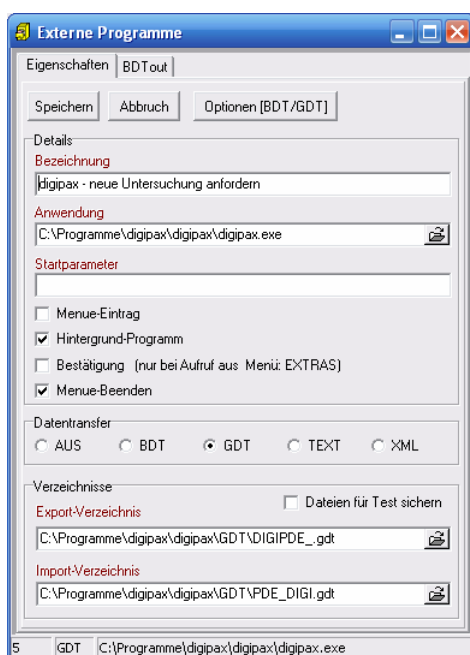 Externe Programme
Eigenschaften BDTout
Speichern Abbruch Optionen [BDT/GDT]
Details
Bezeichnung
digipax - neue Untersuchung anfordern
Anwendung
C:\Programme\digipax\digipax\digipax.exe
Startparameter
Menue-Eintrag
Hintergrund-Programm
Bestätigung (nur bei Aufruf aus Menü: EXTRAS)
Menue-Beenden
Datentransfer
AUS BDT GDT TEXT XML
Verzeichnisse
Dateien für Test sichern
Export-Verzeichnis
C:\Programme\digipax\digipax\GDT\DIGIPDE_.gdt
Import-Verzeichnis
C:\Programme\digipax\digipax\GDT\PDE_DIGI.gdt
5 GDT C:\Programme\digipax\digipax\digipax.exe